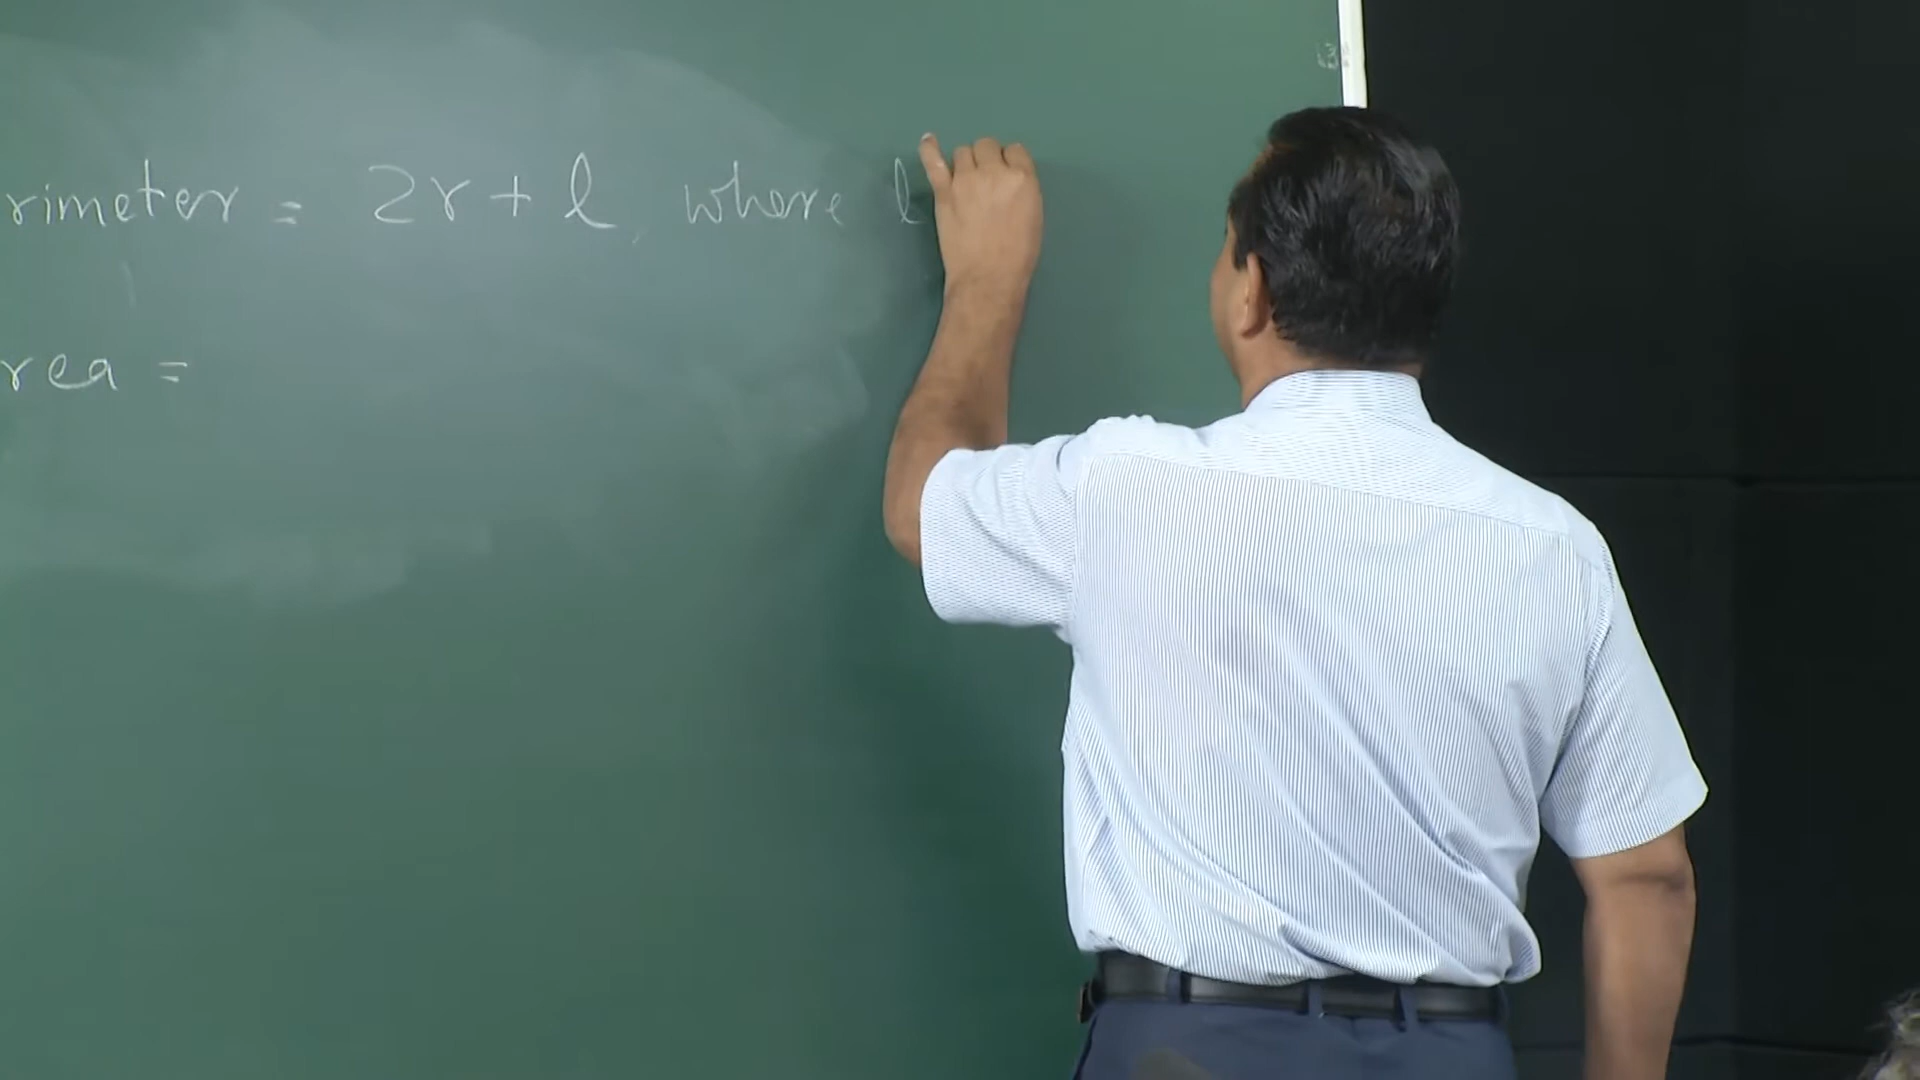 rimeter = 2r + l, where l
rea =